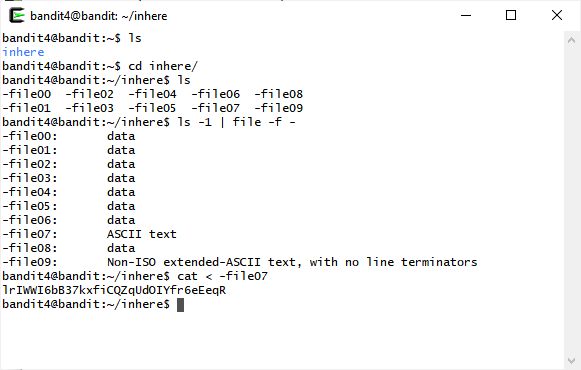 bandit4@bandit: ~/inhere
bandit4@bandit:~$ ls
inhere
bandit4@bandit:~$ cd inhere/
bandit4@bandit:~/inhere$ ls
-file00  -file02  -file04  -file06  -file08
-file01  -file03  -file05  -file07  -file09
bandit4@bandit:~/inhere$ ls -1 | file -f -
-file00:       data
-file01:       data
-file02:       data
-file03:       data
-file04:       data
-file05:       data
-file06:       data
-file07:       ASCII text
-file08:       data
-file09:       Non-ISO extended-ASCII text, with no line terminators
bandit4@bandit:~/inhere$ cat < -file07
lrIWWI6bB37kxfiCQZqUdOIYfr6eEeqR
bandit4@bandit:~/inhere$